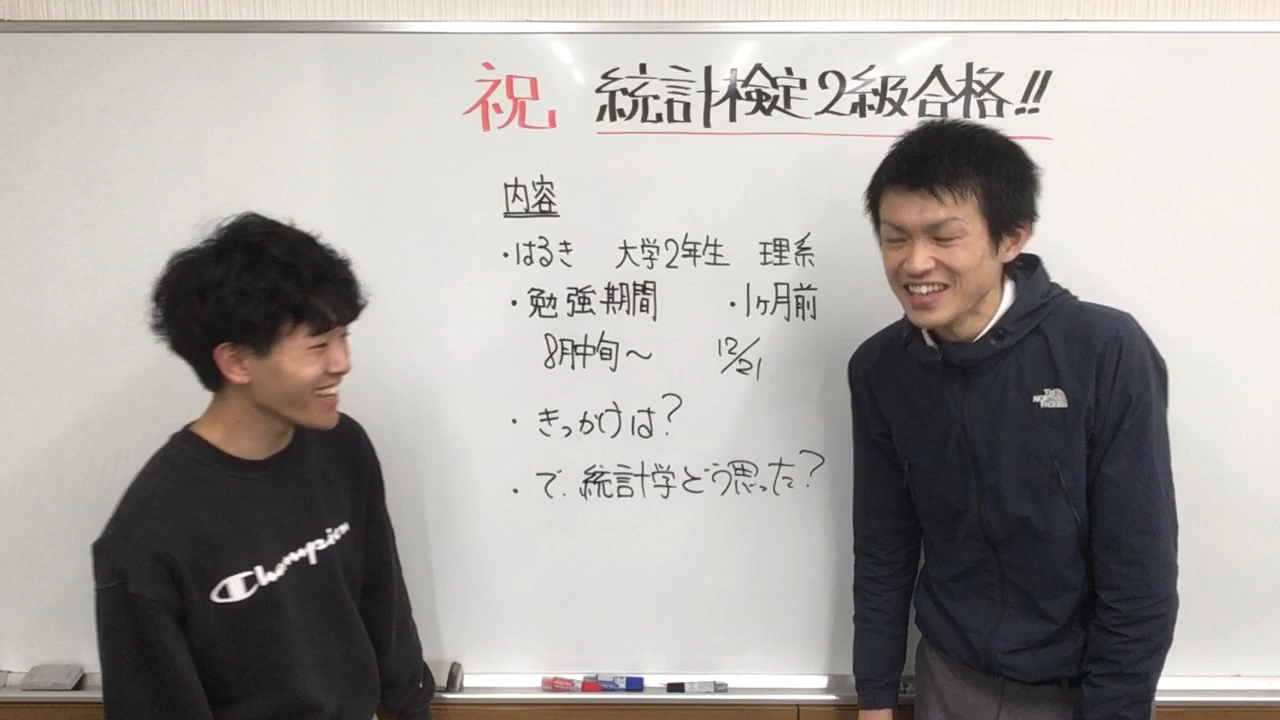 祝 統計検定2級合格!!
内容
・はるき 大学2年生 理系
・勉強期間 ・1ヶ月前
8月中旬〜 12/21
・きっかけは?
・で、統計学どう思った?
Champion
THE NORTH FACE